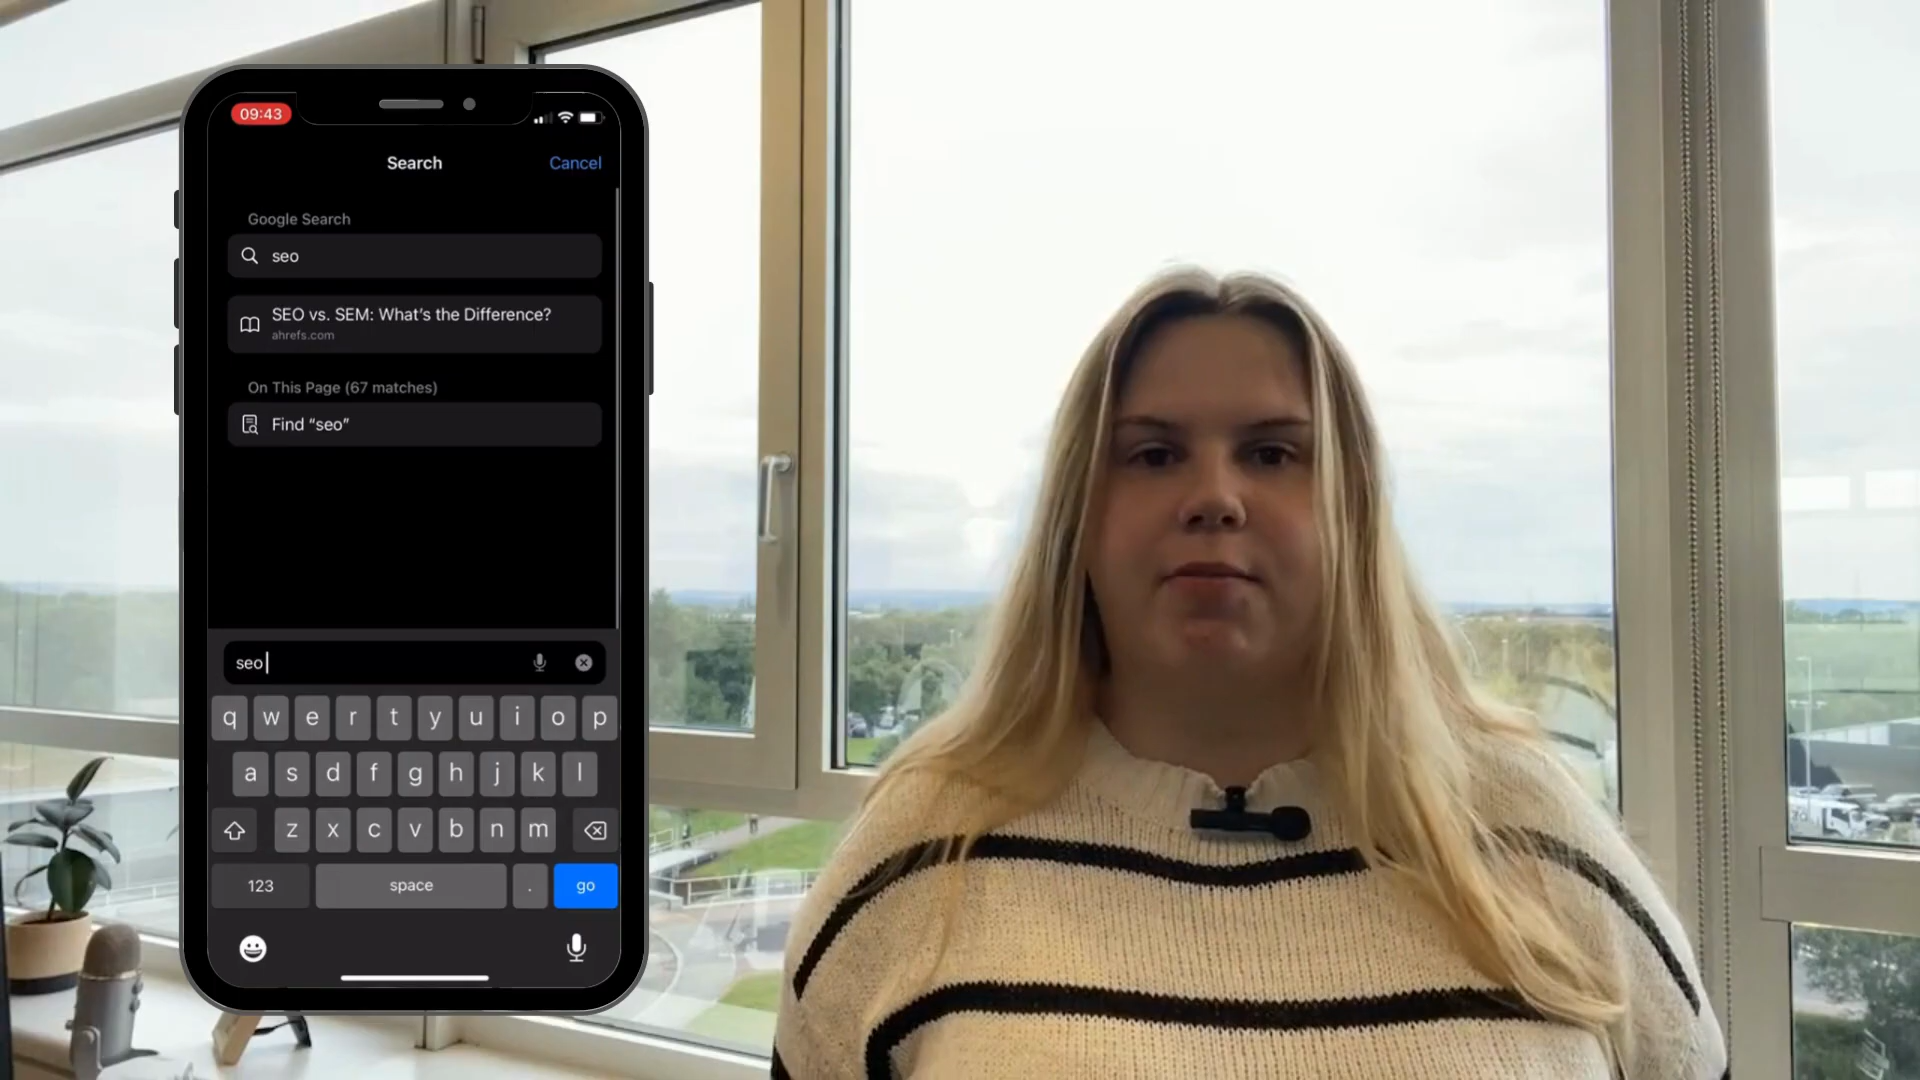 09:43
Search
Cancel
Google Search
seo
SEO vs. SEM: What's the Difference?
ahrefs.com
On This Page (67 matches)
Find “seo”
seo
q w e r t y u i o p
a s d f g h j k l
z x c v b n m
123 space . go